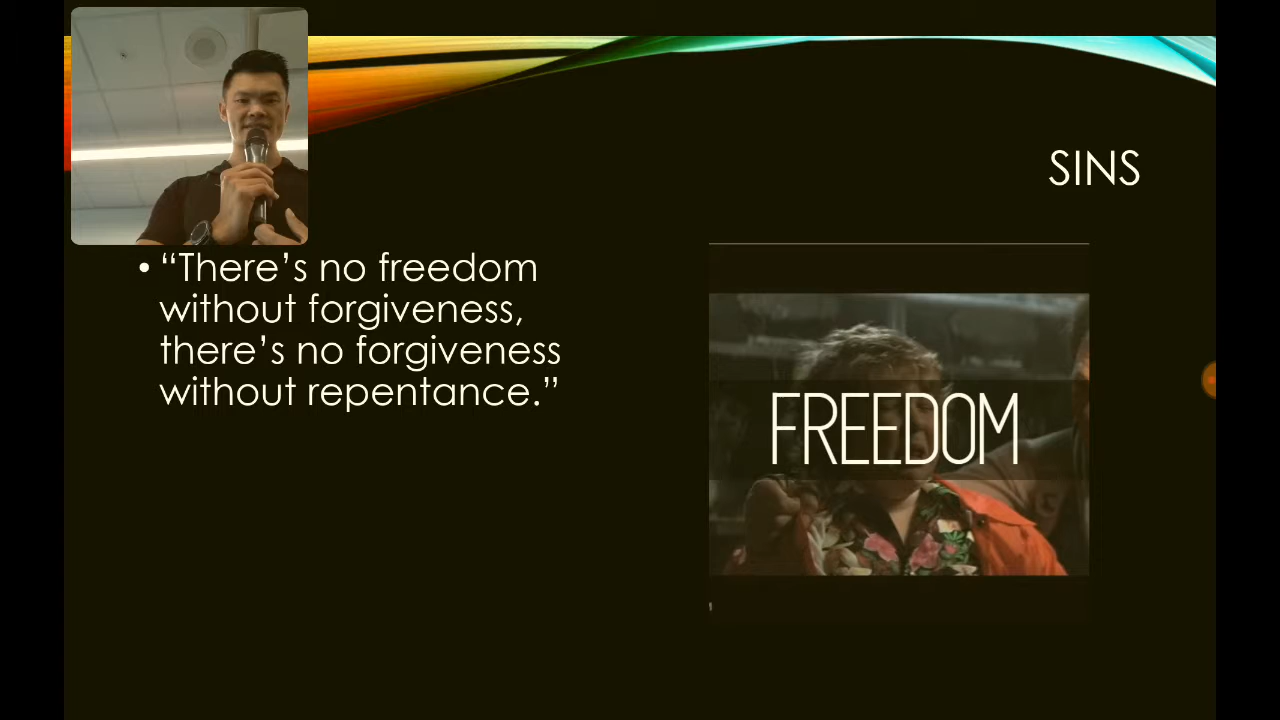 SINS
• “There’s no freedom
without forgiveness,
there’s no forgiveness
without repentance.”
FREEDOM